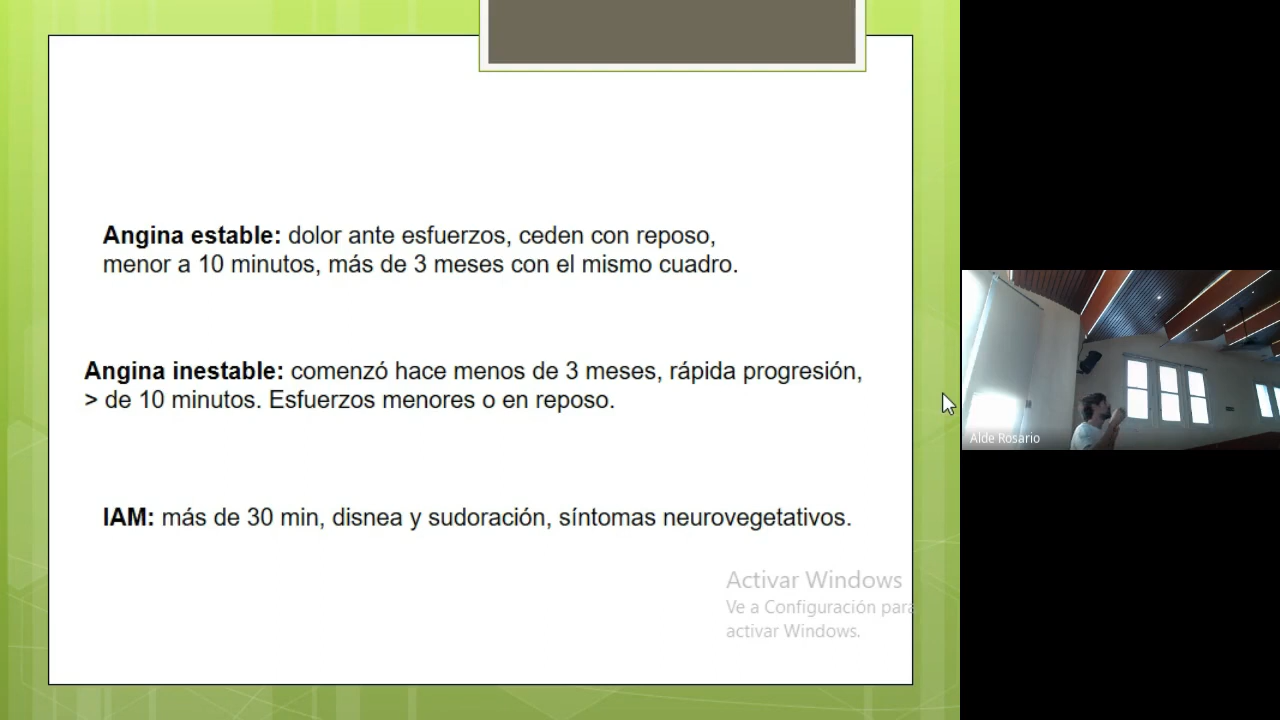 Angina estable: dolor ante esfuerzos, ceden con reposo,
menor a 10 minutos, más de 3 meses con el mismo cuadro.
Angina inestable: comenzó hace menos de 3 meses, rápida progresión,
> de 10 minutos. Esfuerzos menores o en reposo.
IAM: más de 30 min, disnea y sudoración, síntomas neurovegetativos.
Activar Windows
Ve a Configuración para
activar Windows.
Alde Rosario